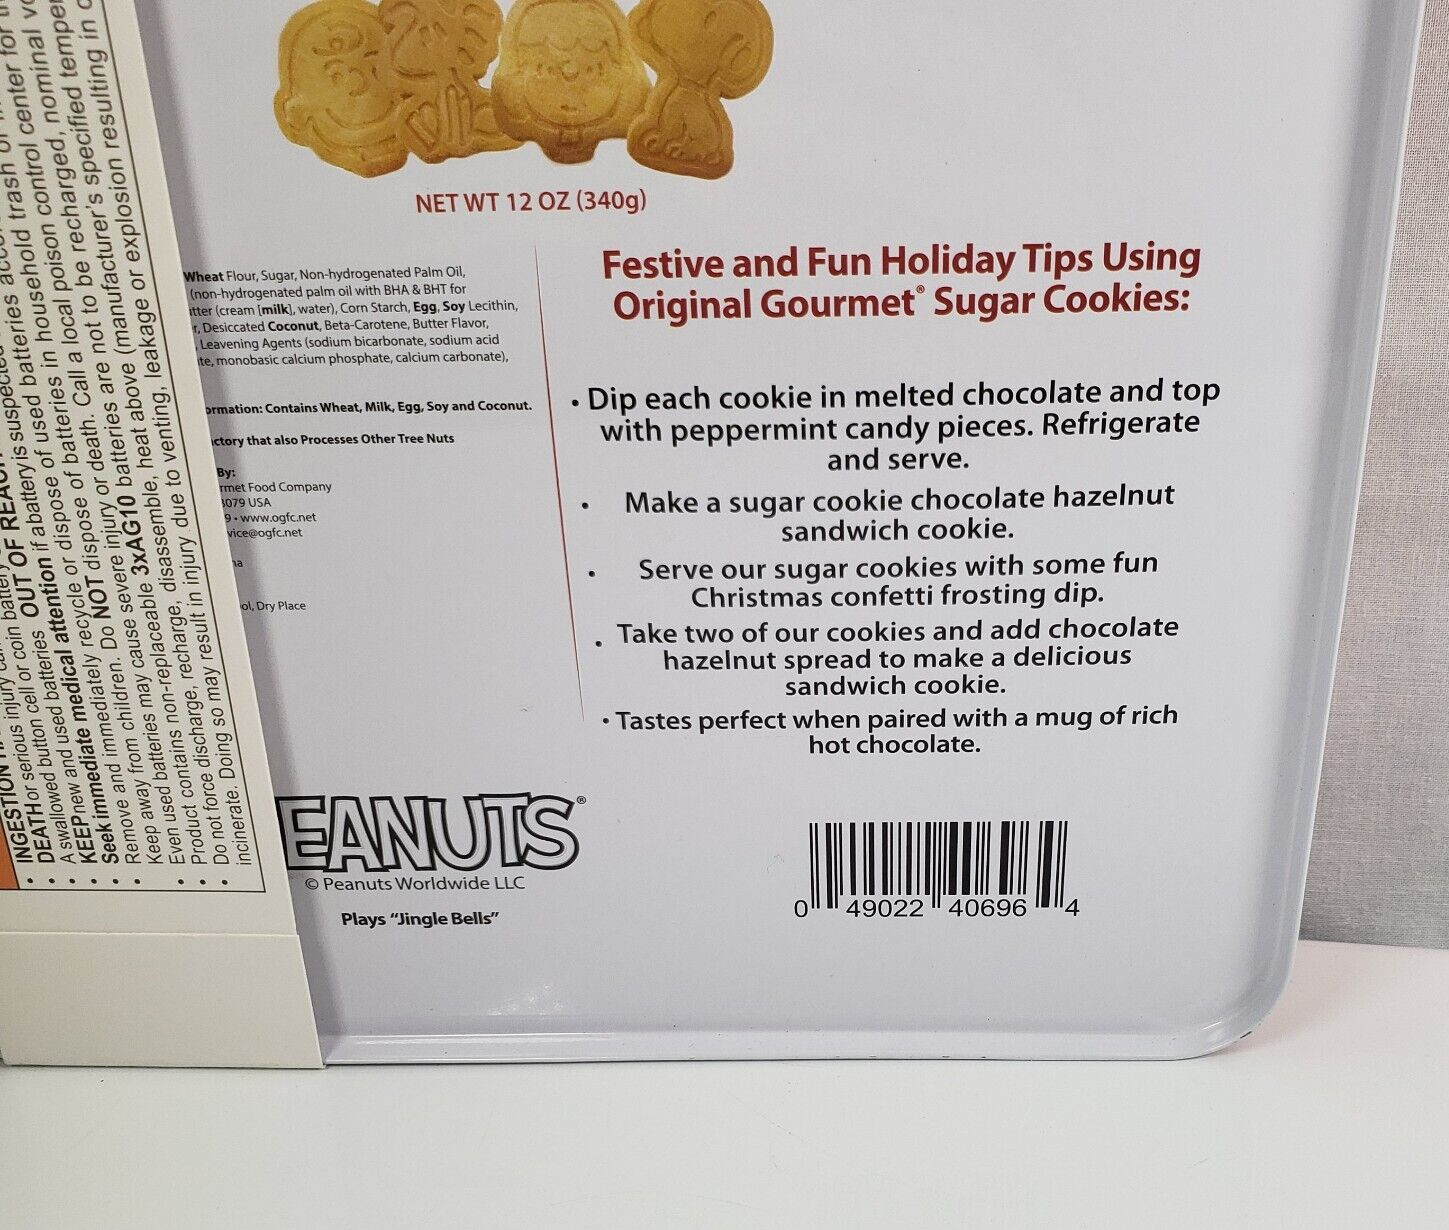 NET WT 12 OZ (340g)
Wheat Flour, Sugar, Non-hydrogenated Palm Oil,
(non-hydrogenated palm oil with BHA & BHT for
(cream [milk], water), Corn Starch, Egg, Soy Lecithin,
Desiccated Coconut, Beta-Carotene, Butter Flavor,
Leavening Agents (sodium bicarbonate, sodium acid
monobasic calcium phosphate, calcium carbonate),
Contains Wheat, Milk, Egg, Soy and Coconut.
that also Processes Other Tree Nuts
By:
Food Company
USA
• www.ogfc.net
Dry Place
Festive and Fun Holiday Tips Using
Original Gourmet® Sugar Cookies:
• Dip each cookie in melted chocolate and top
with peppermint candy pieces. Refrigerate
and serve.
• Make a sugar cookie chocolate hazelnut
sandwich cookie.
• Serve our sugar cookies with some fun
Christmas confetti frosting dip.
• Take two of our cookies and add chocolate
hazelnut spread to make a delicious
sandwich cookie.
• Tastes perfect when paired with a mug of rich
hot chocolate.
EANUTS®
© Peanuts Worldwide LLC
Plays "Jingle Bells"
0 49022 40696 4
• DEATH or serious injury can
• A swallowed button cell or coin battery
• KEEP new and used batteries OUT OF REACH
• Seek immediate medical attention if a battery is suspected
• Remove and immediately recycle or dispose of used batteries
away from children. Do NOT dispose of batteries in household trash or
• Even used batteries may cause severe injury or death. Call a local poison control center for
• Product contains non-replaceable 3xAG10 batteries are not to be recharged, nominal
• Do not force discharge, recharge, disassemble, heat above (manufacturer's specified
incinerate. Doing so may result in injury due to venting, leakage or explosion resulting in